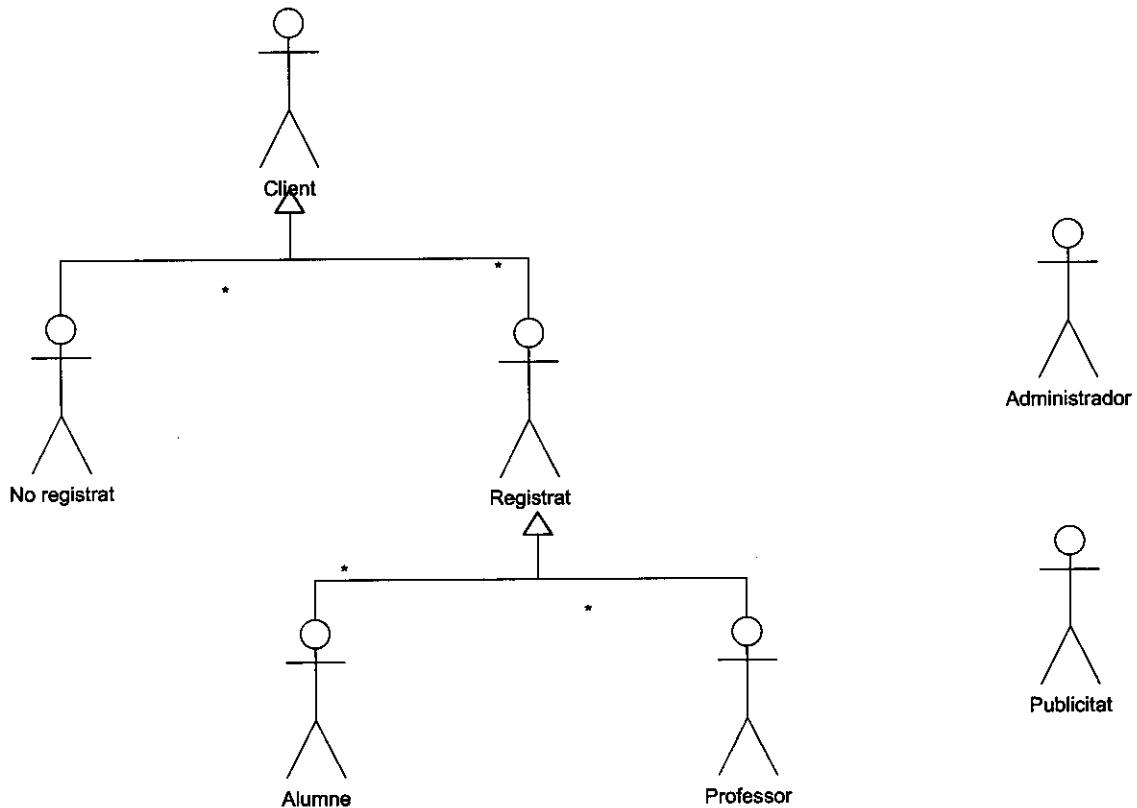 Client
*
*
Administrador
No registrat
Registrat
*
*
Publicitat
Alumne
Professor